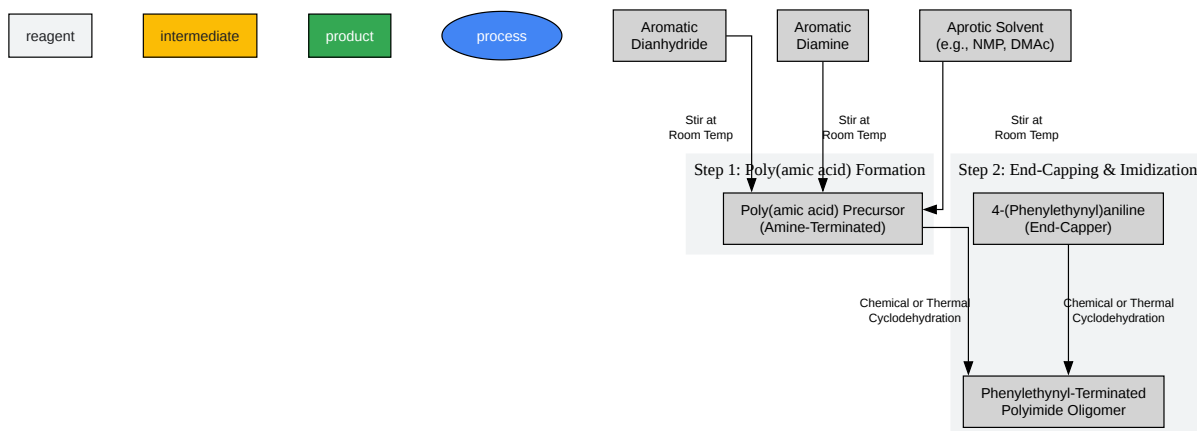 reagent
intermediate
product
process
Aromatic
Dianhydride
Aromatic
Diamine
Aprotic Solvent
(e.g., NMP, DMAc)
Stir at
Room Temp
Stir at
Room Temp
Stir at
Room Temp
Step 1: Poly(amic acid) Formation
Step 2: End-Capping & Imidization
Poly(amic acid) Precursor
(Amine-Terminated)
4-(Phenylethynyl)aniline
(End-Capper)
Chemical or Thermal
Cyclodehydration
Chemical or Thermal
Cyclodehydration
Phenylethynyl-Terminated
Polyimide Oligomer